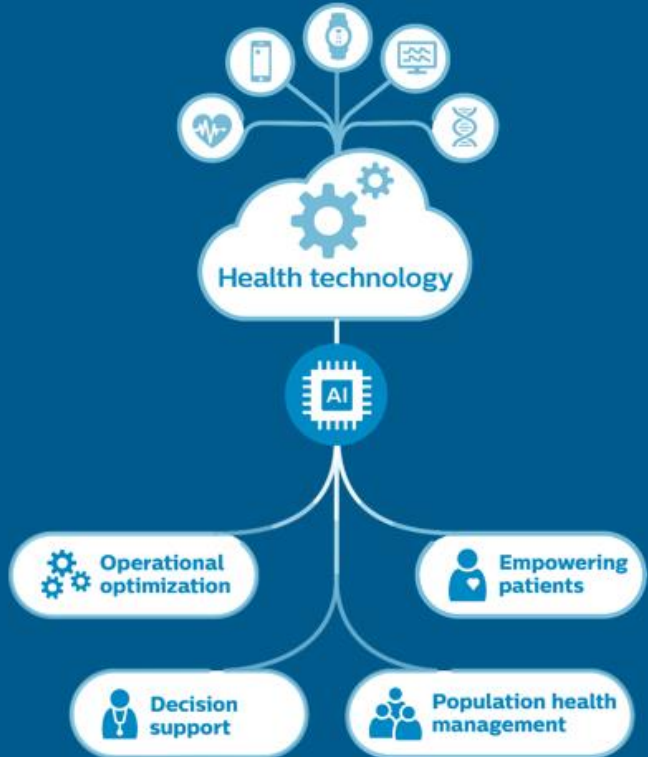 Health technology
AI
Operational
optimization
Empowering
patients
Decision
support
Population health
management